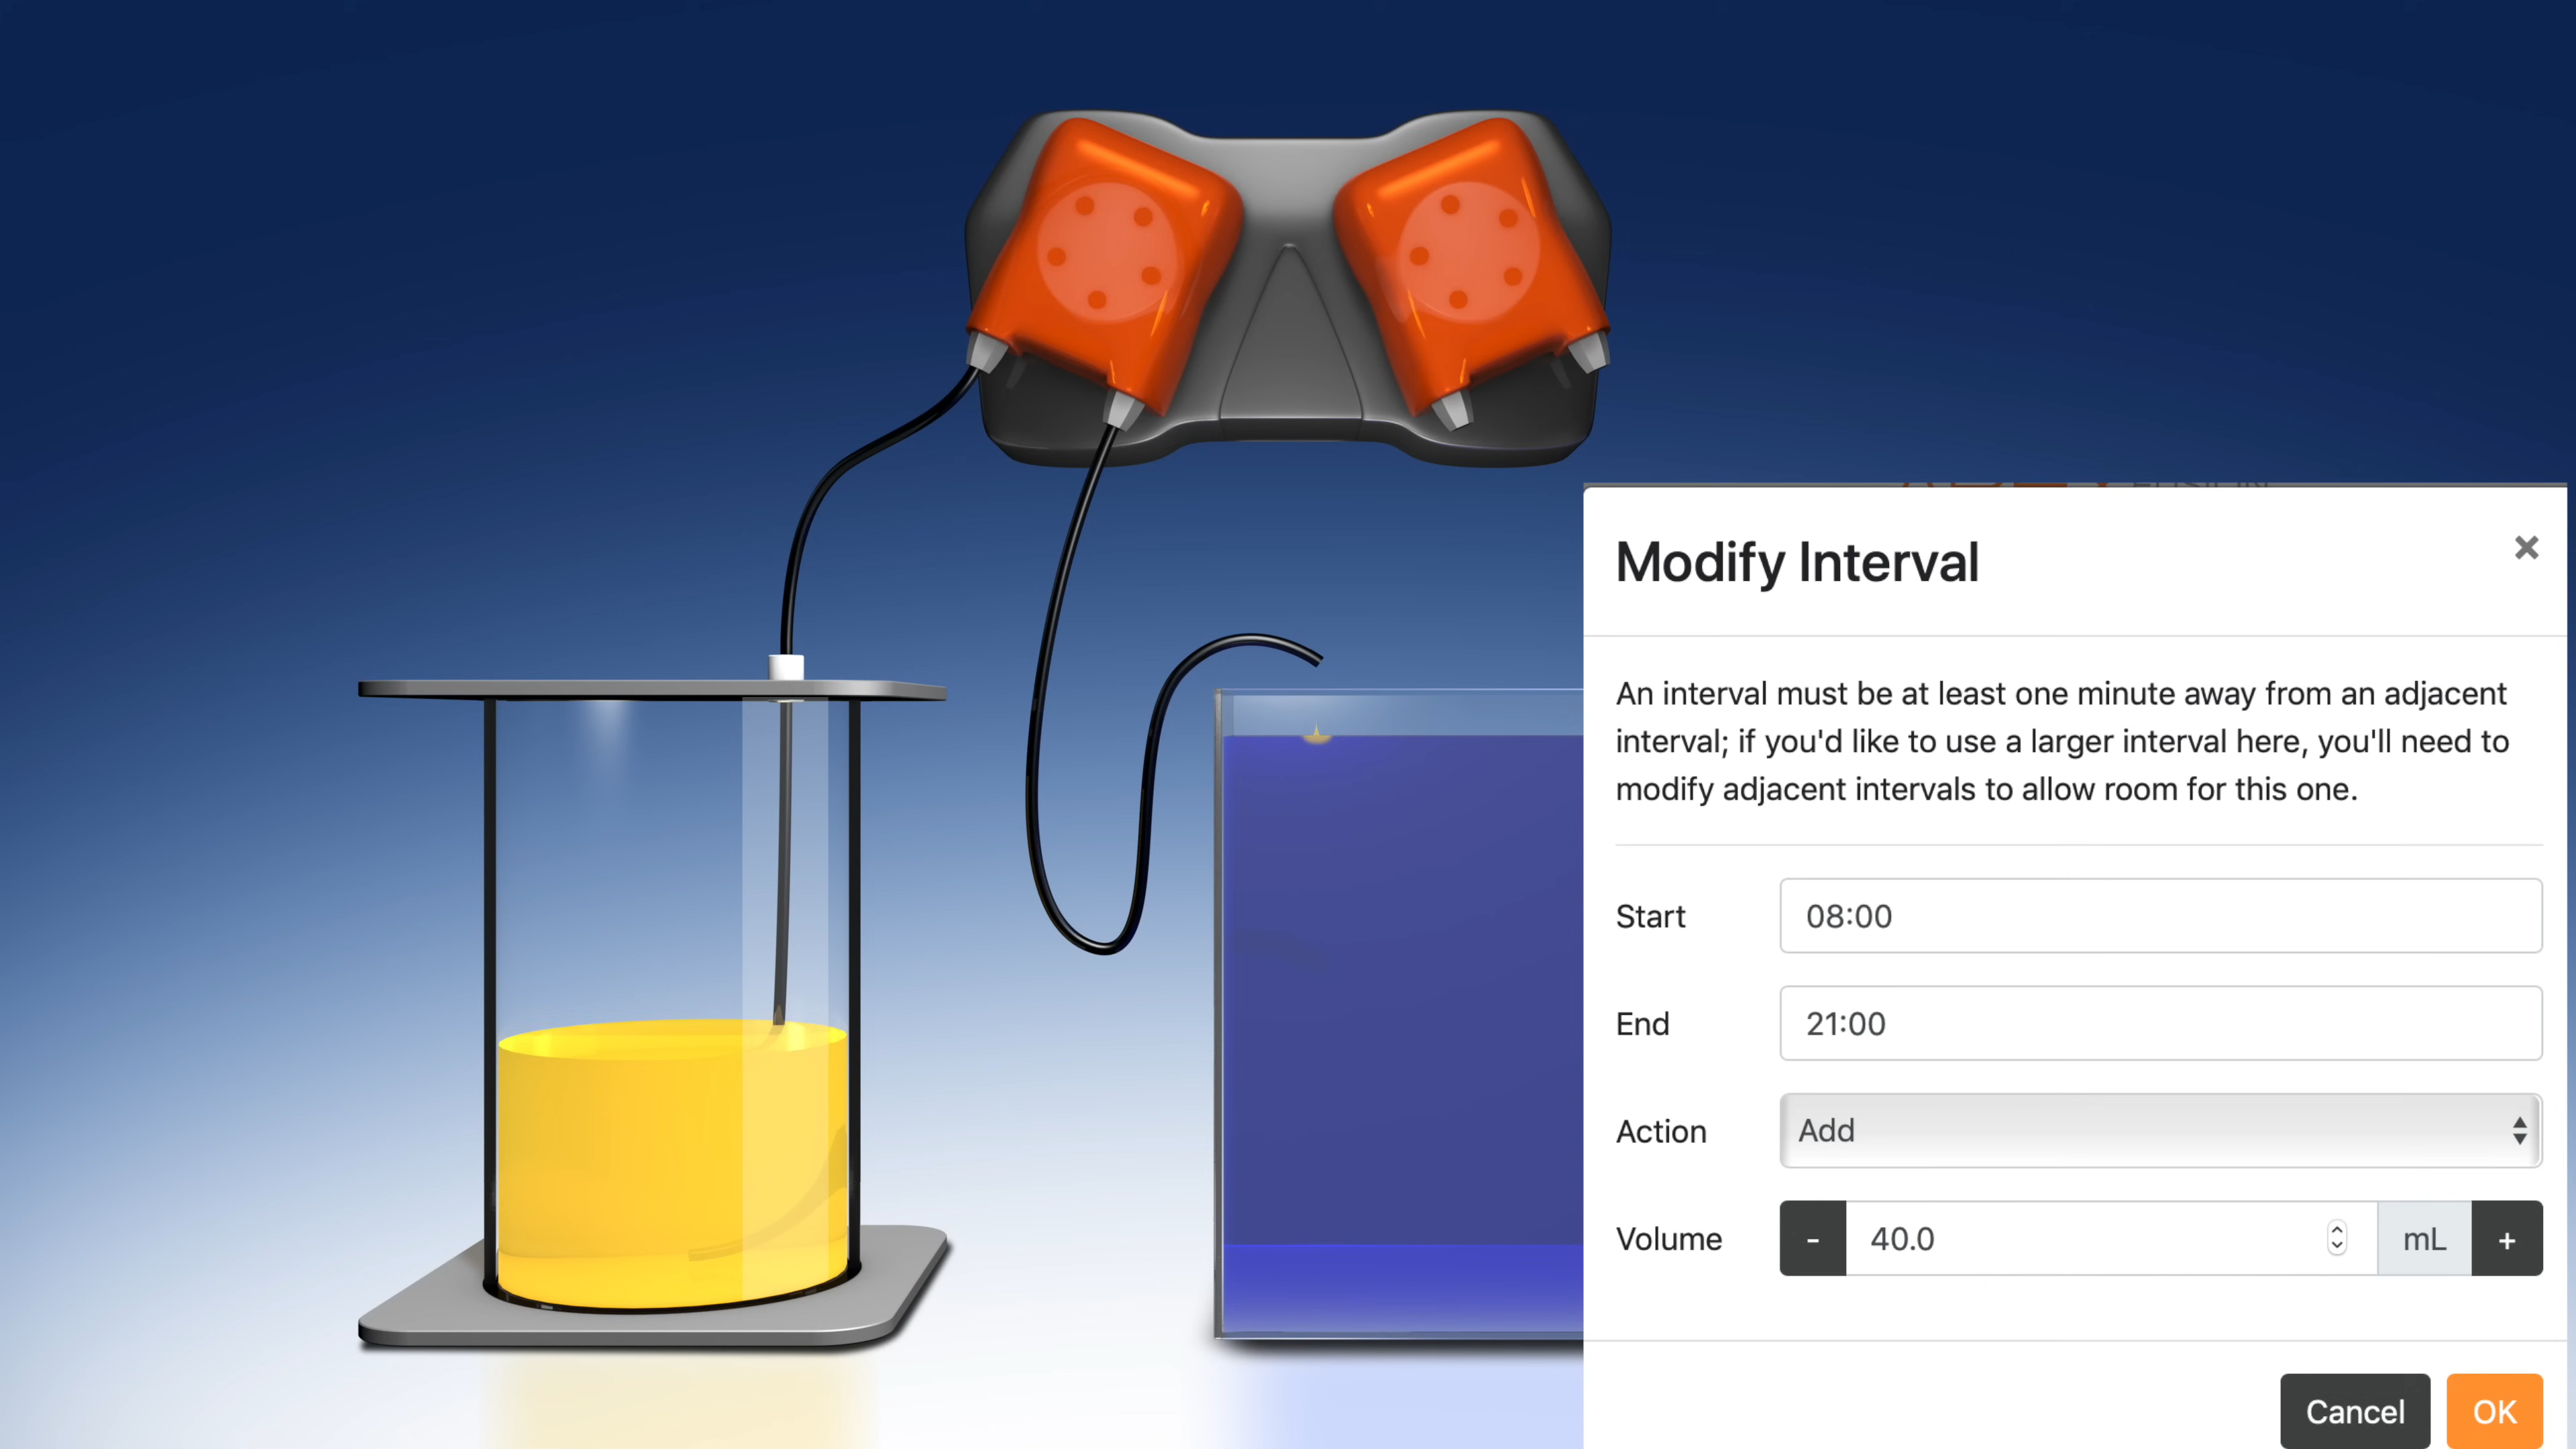 Modify Interval
×
An interval must be at least one minute away from an adjacent
interval; if you'd like to use a larger interval here, you'll need to
modify adjacent intervals to allow room for this one.
Start 08:00
End 21:00
Action Add
Volume - 40.0 mL +
Cancel OK